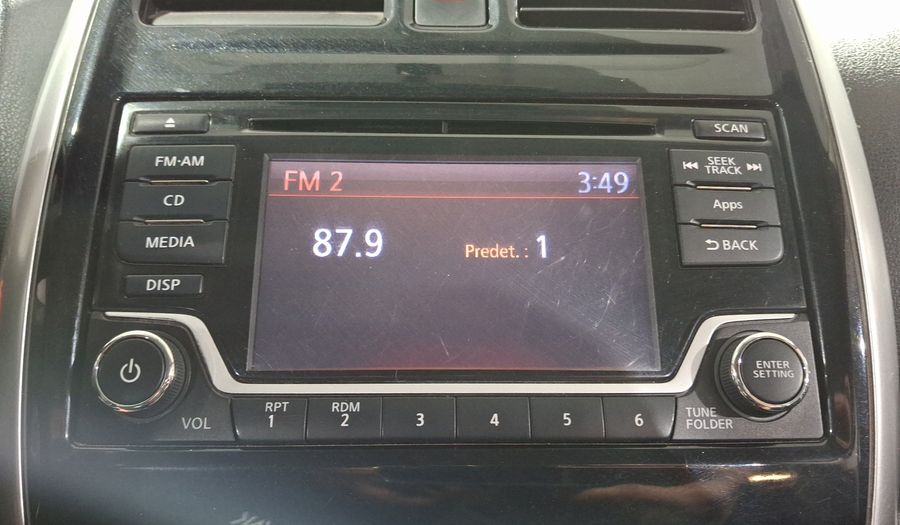 SCAN
FM·AM
CD
MEDIA
DISP
FM 2 3:49
87.9 Predet. : 1
SEEK
TRACK
Apps
BACK
VOL
RPT
1
RDM
2
3
4
5
6
TUNE
FOLDER
ENTER
SETTING